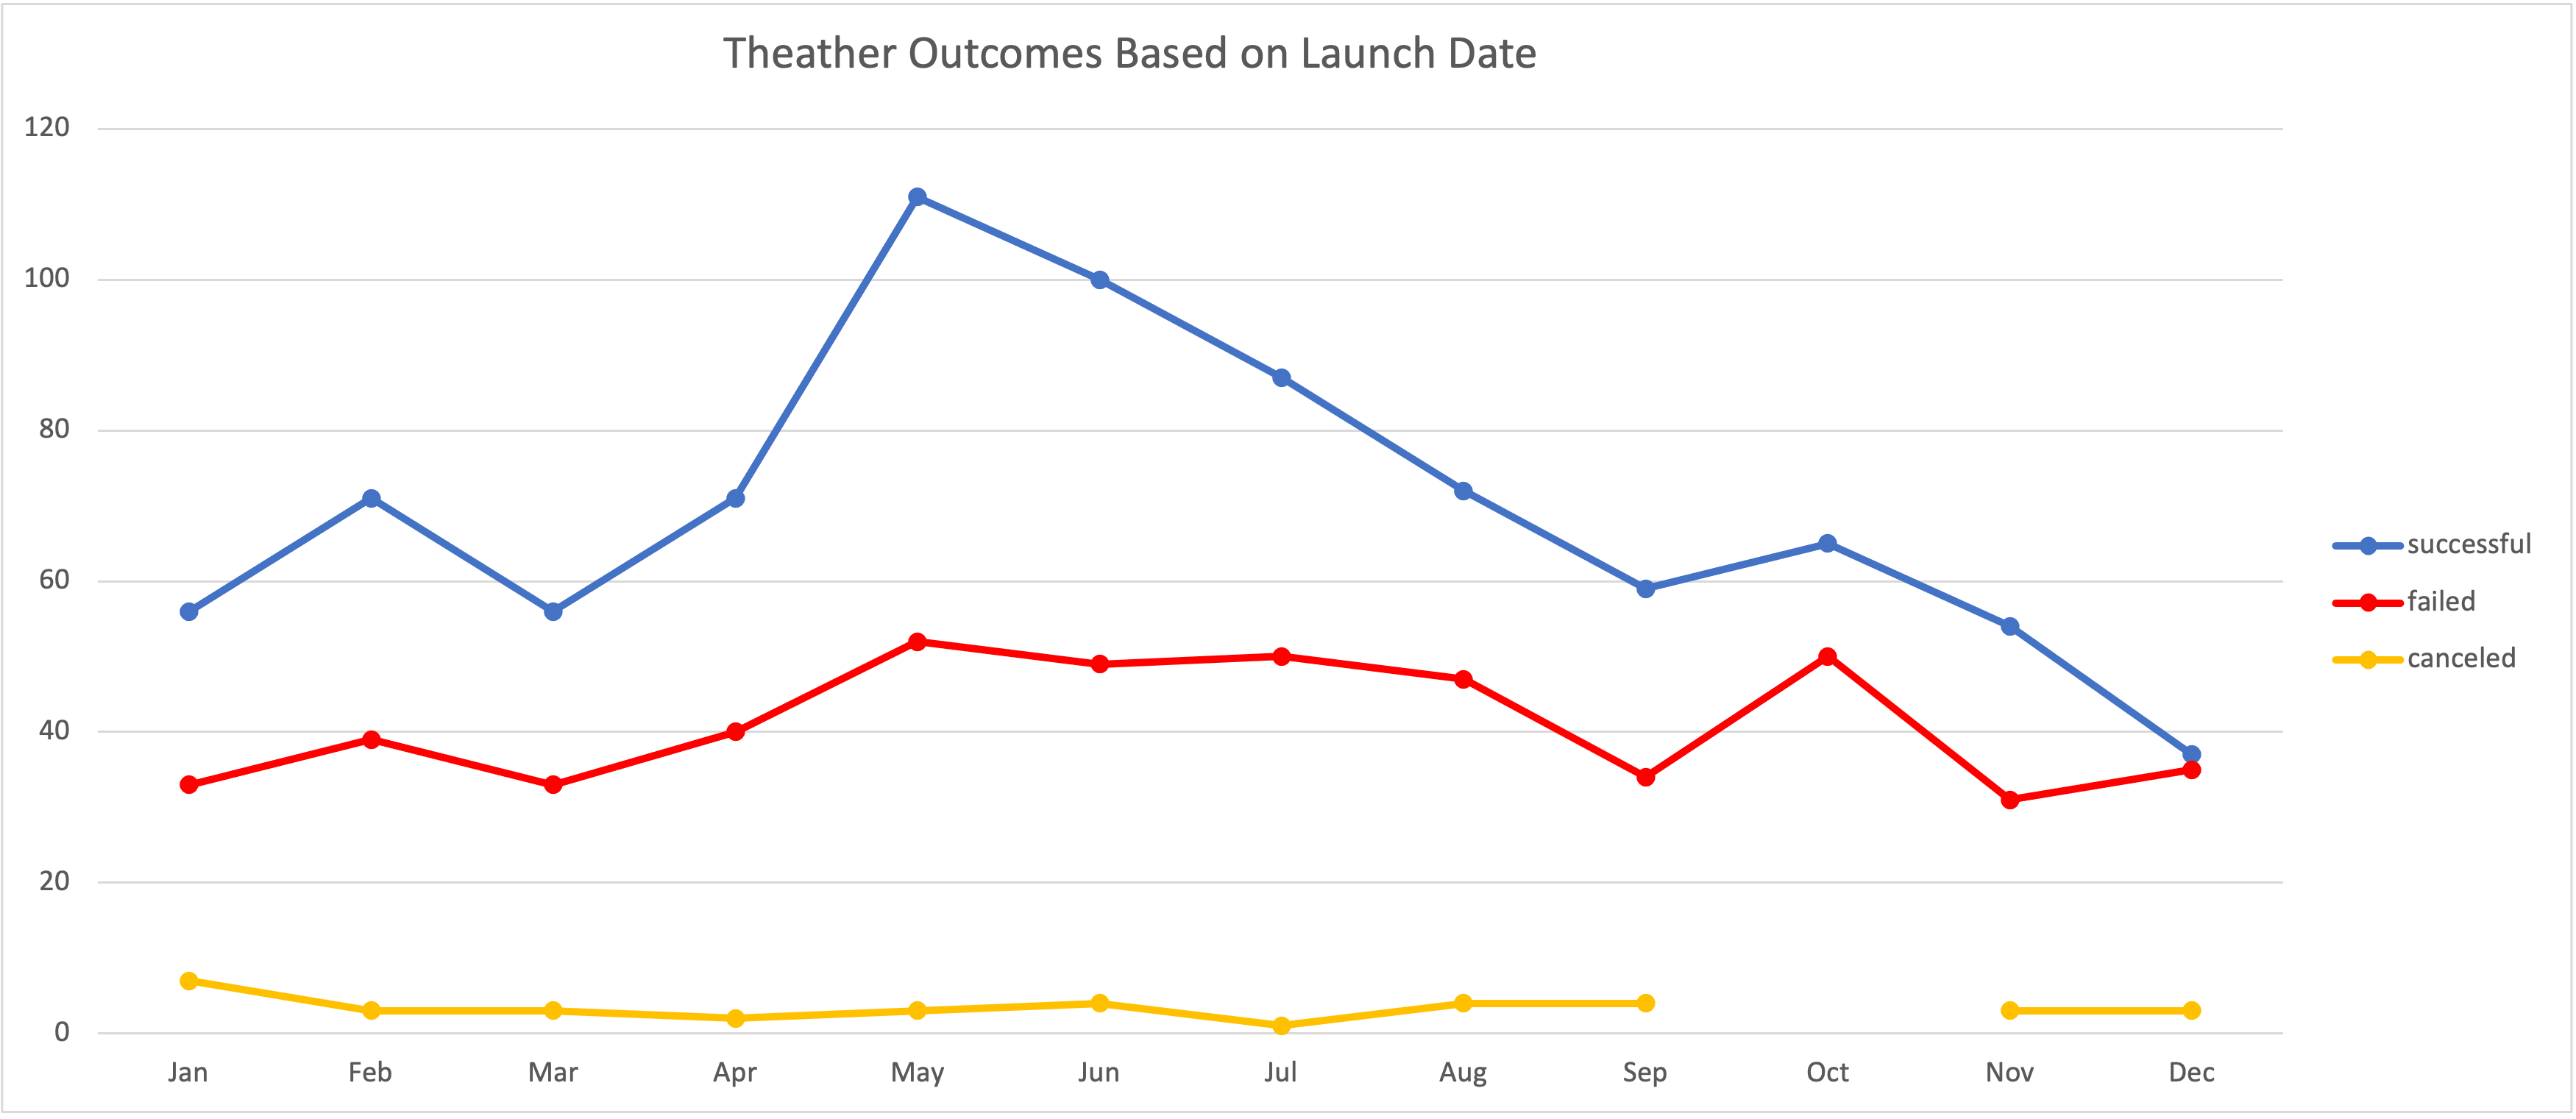 Theather Outcomes Based on Launch Date
120
100
80
60
40
20
0
Jan Feb Mar Apr May Jun Jul Aug Sep Oct Nov Dec
successful
failed
canceled